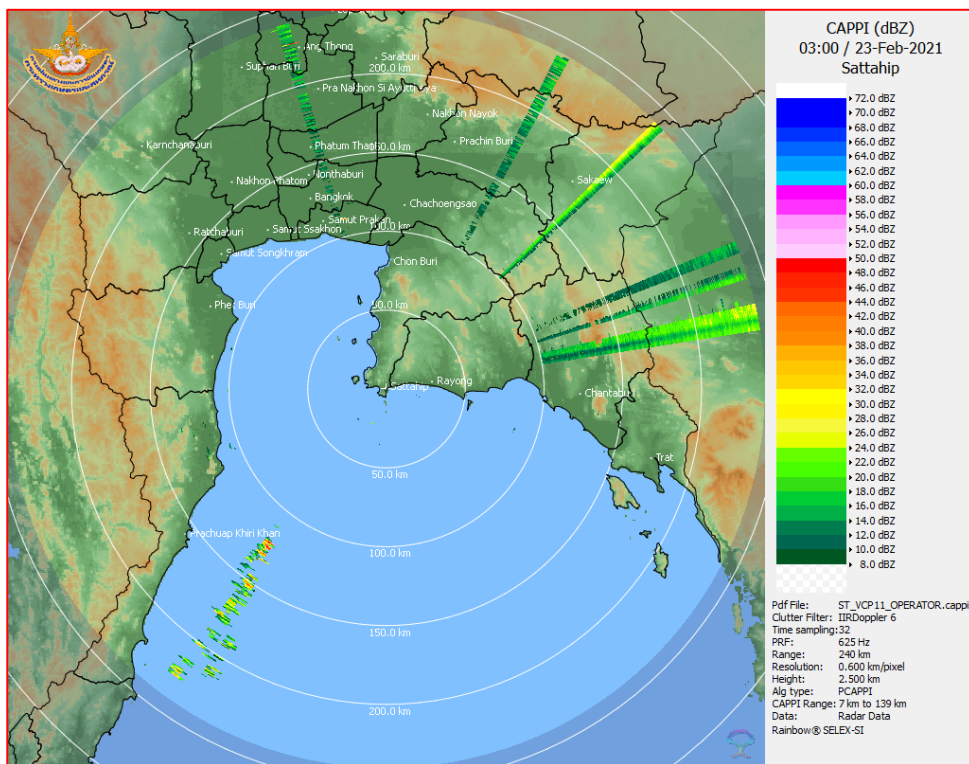 CAPPI (dBZ)
03:00 / 23-Feb-2021
Sattahip
72.0 dBZ
70.0 dBZ
68.0 dBZ
66.0 dBZ
64.0 dBZ
62.0 dBZ
60.0 dBZ
58.0 dBZ
56.0 dBZ
54.0 dBZ
52.0 dBZ
50.0 dBZ
48.0 dBZ
46.0 dBZ
44.0 dBZ
42.0 dBZ
40.0 dBZ
38.0 dBZ
36.0 dBZ
34.0 dBZ
32.0 dBZ
30.0 dBZ
28.0 dBZ
26.0 dBZ
24.0 dBZ
22.0 dBZ
20.0 dBZ
18.0 dBZ
16.0 dBZ
14.0 dBZ
12.0 dBZ
10.0 dBZ
8.0 dBZ
Pdf File: ST_VCP11_OPERATOR.cappi
Clutter Filter: IIRDoppler 6
Time sampling:32
PRF: 625 Hz
Range: 240 km
Resolution: 0.600 km/pixel
Height: 2.500 km
Alg type: PCAPPI
CAPPI Range: 7 km to 139 km
Data: Radar Data
Rainbow® SELEX-SI
Ang Thong
Saraburi
Suphan Buri
200.0 km
Pra Nakhon Si Ayutthaya
Nakhon Nayok
Karnchanaburi
Phatum Thani
150.0 km
Prachin Buri
Nakhon Phatom
Nonthaburi
Sakaew
Bangkok
Chachoengsao
Samut Prakan
Ratchaburi
Samut Ssakhon
100.0 km
Samut Songkhram
Chon Buri
Phet Buri
50.0 km
Sattahip
Rayong
Chantabu
Trat
50.0 km
Prachuap Khiri Khan
100.0 km
150.0 km
200.0 km